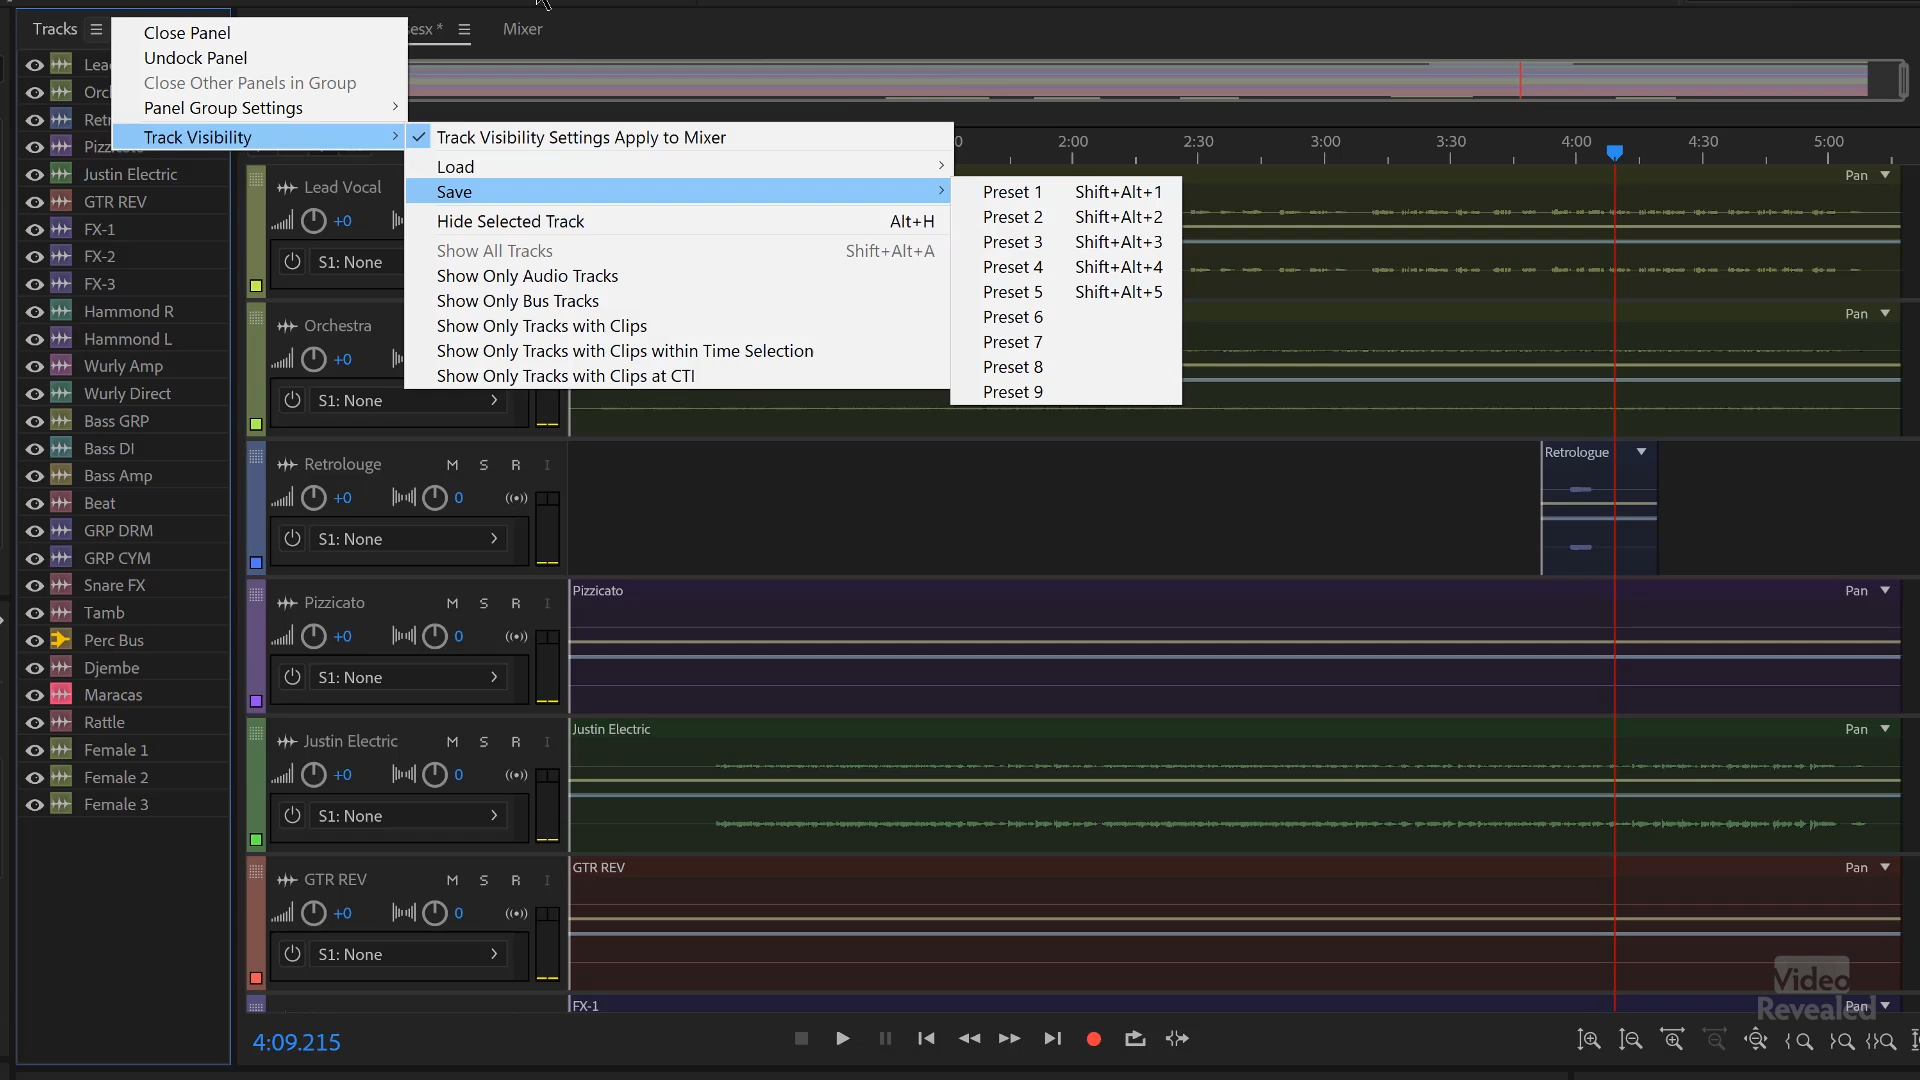 Tracks
Close Panel
Undock Panel
Close Other Panels in Group
Panel Group Settings
Track Visibility
esx *
Mixer
Track Visibility Settings Apply to Mixer
Load
Save
Hide Selected Track Alt+H
Show All Tracks Shift+Alt+A
Show Only Audio Tracks
Show Only Bus Tracks
Show Only Tracks with Clips
Show Only Tracks with Clips within Time Selection
Show Only Tracks with Clips at CTI
Preset 1 Shift+Alt+1
Preset 2 Shift+Alt+2
Preset 3 Shift+Alt+3
Preset 4 Shift+Alt+4
Preset 5 Shift+Alt+5
Preset 6
Preset 7
Preset 8
Preset 9
Lea
Orc
Ret
Pizzic
Justin Electric
GTR REV
FX-1
FX-2
FX-3
Hammond R
Hammond L
Wurly Amp
Wurly Direct
Bass GRP
Bass DI
Bass Amp
Beat
GRP DRM
GRP CYM
Snare FX
Tamb
Perc Bus
Djembe
Maracas
Rattle
Female 1
Female 2
Female 3
0 2:00 2:30 3:00 3:30 4:00 4:30 5:00
Lead Vocal
+0
S1: None
Pan
Orchestra
+0
S1: None
Pan
Retrolouge M S R I
+0 0
S1: None
Retrologue
Pizzicato M S R I
+0 0
S1: None
Pizzicato Pan
Justin Electric M S R I
+0 0
S1: None
Justin Electric Pan
GTR REV M S R I
+0 0
S1: None
GTR REV Pan
FX-1 Pan
4:09.215
Video
Revealed